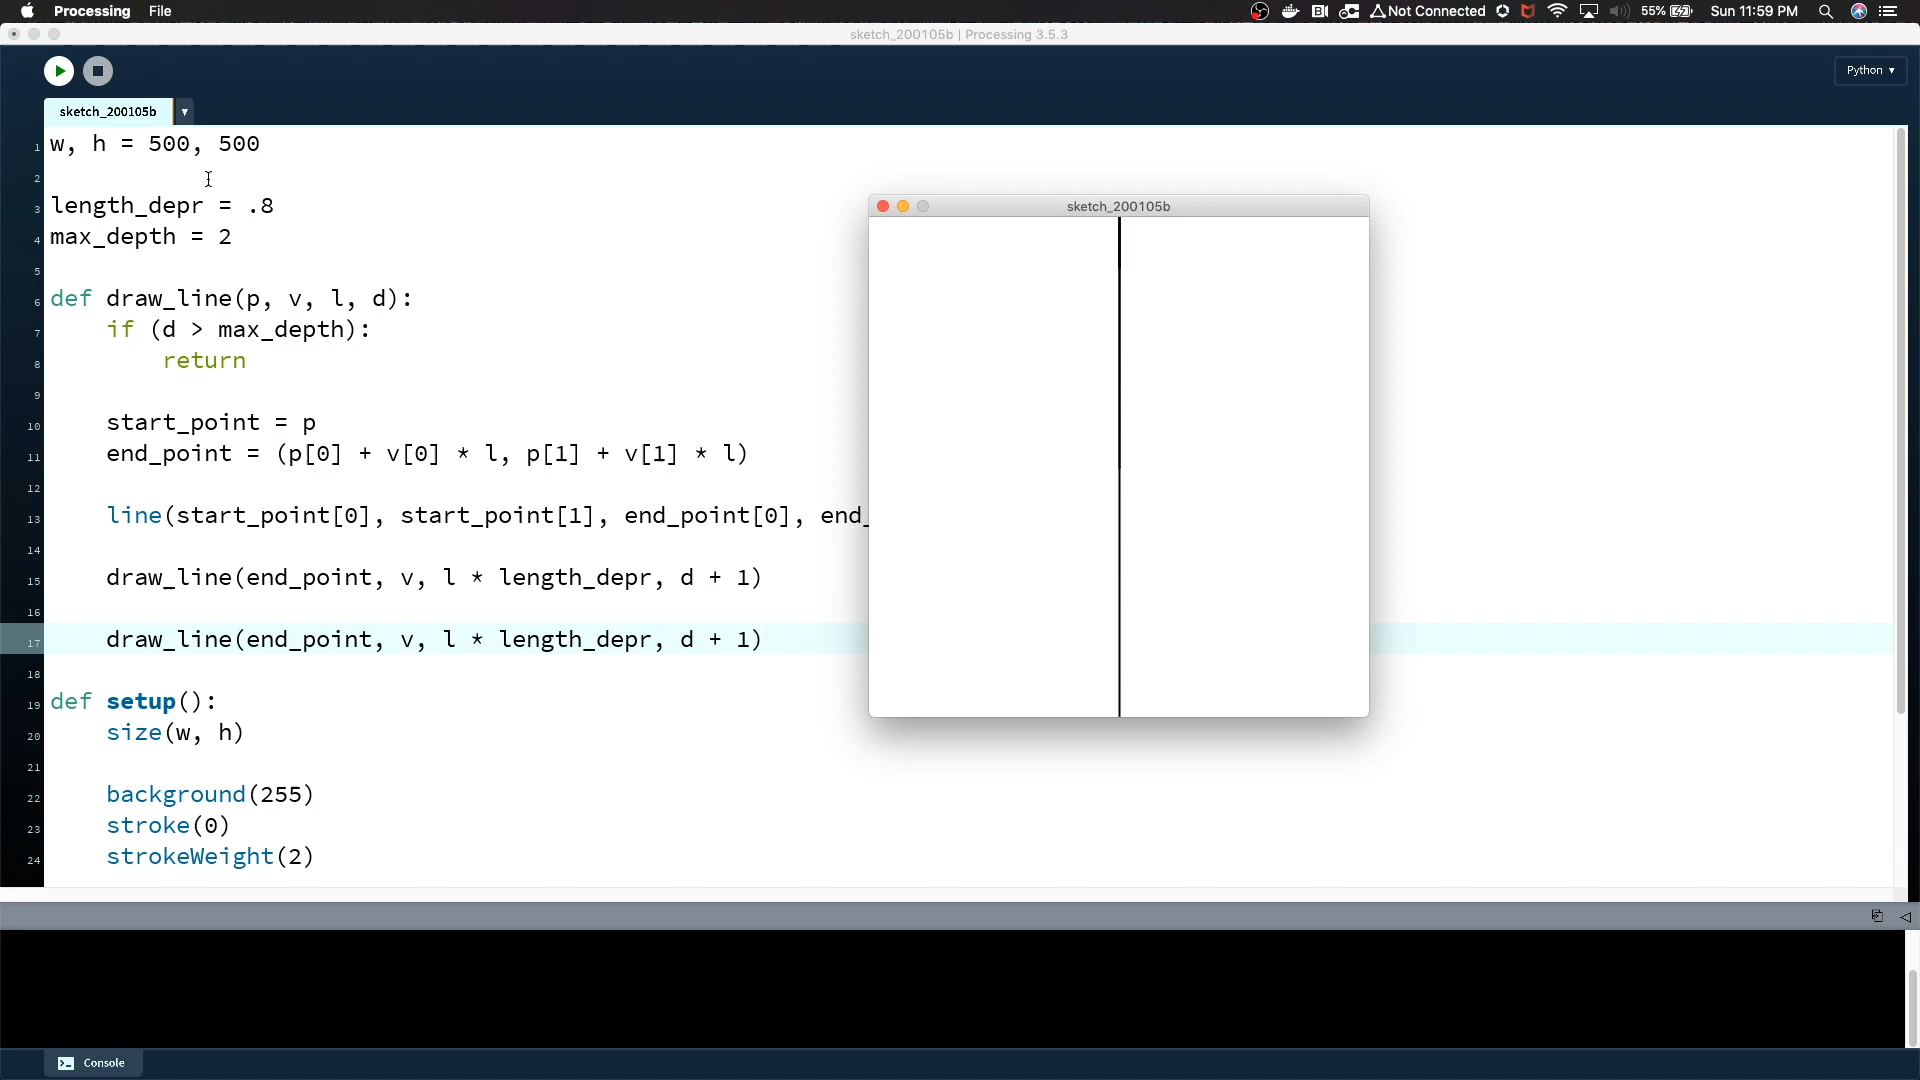 Processing File
Not Connected 55% Sun 11:59 PM
sketch_200105b | Processing 3.5.3
Python ▾
sketch_200105b ▾
1 w, h = 500, 500
2
3 length_depr = .8
4 max_depth = 2
5
6 def draw_line(p, v, l, d):
7 if (d > max_depth):
8 return
9
10 start_point = p
11 end_point = (p[0] + v[0] * l, p[1] + v[1] * l)
12
13 line(start_point[0], start_point[1], end_point[0], end_
14
15 draw_line(end_point, v, l * length_depr, d + 1)
16
17 draw_line(end_point, v, l * length_depr, d + 1)
18
19 def setup():
20 size(w, h)
21
22 background(255)
23 stroke(0)
24 strokeWeight(2)
sketch_200105b
Console